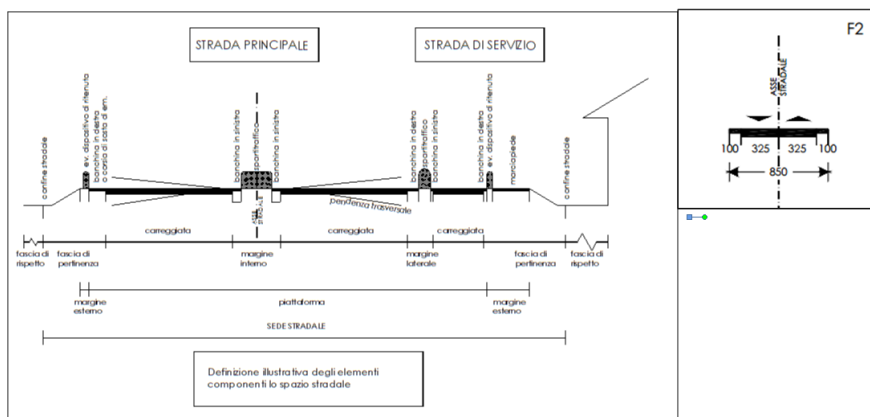 STRADA PRINCIPALE
STRADA DI SERVIZIO
confine stradale
ev. dispositivo di ritenuta
banchina in destra
o corsia di sosta di em.
banchina in sinistra
spartitraffico
banchina in sinistra
banchina in destra
spartitraffico
banchina in sinistra
banchina in destra
ev. dispositivo di ritenuta
marciapiede
confine stradale
pendenza trasversale
ASSE
STRADALE
carreggiata
carreggiata
carreggiata
fascia di
rispetto
fascia di
pertinenza
margine
interno
margine
laterale
fascia di
pertinenza
fascia di
rispetto
margine
esterno
piattaforma
margine
esterno
SEDE STRADALE
Definizione illustrativa degli elementi
componenti lo spazio stradale
F2
ASSE
STRADALE
100 325 325 100
850